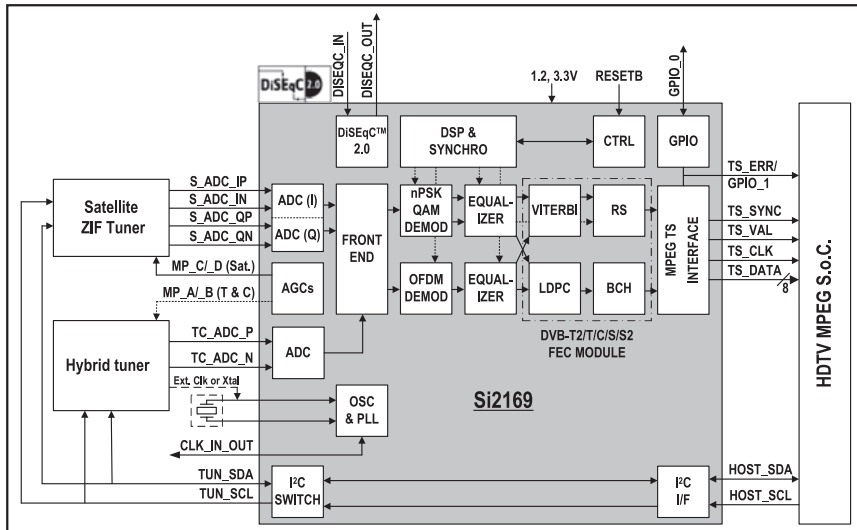 DISEQC_IN
DISEQC_OUT
DiSEqC 2.0
1.2, 3.3V
RESETB
GPIO_0
DiSEqC™
2.0
DSP &
SYNCHRO
CTRL
GPIO
TS_ERR/
GPIO_1
Satellite
ZIF Tuner
S_ADC_IP
S_ADC_IN
S_ADC_QP
S_ADC_QN
ADC (I)
ADC (Q)
FRONT
END
nPSK
QAM
DEMOD
EQUAL-
IZER
VITERBI
RS
MPEG TS
INTERFACE
TS_SYNC
TS_VAL
TS_CLK
TS_DATA
8
HDTV MPEG S.o.C.
MP_C/_D (Sat.)
MP_A/_B (T & C)
AGCs
OFDM
DEMOD
EQUAL-
IZER
LDPC
BCH
DVB-T2/T/C/S/S2
FEC MODULE
Hybrid tuner
TC_ADC_P
TC_ADC_N
ADC
Ext. Clk or Xtal
OSC
& PLL
Si2169
CLK_IN_OUT
TUN_SDA
TUN_SCL
I²C
SWITCH
I²C
I/F
HOST_SDA
HOST_SCL